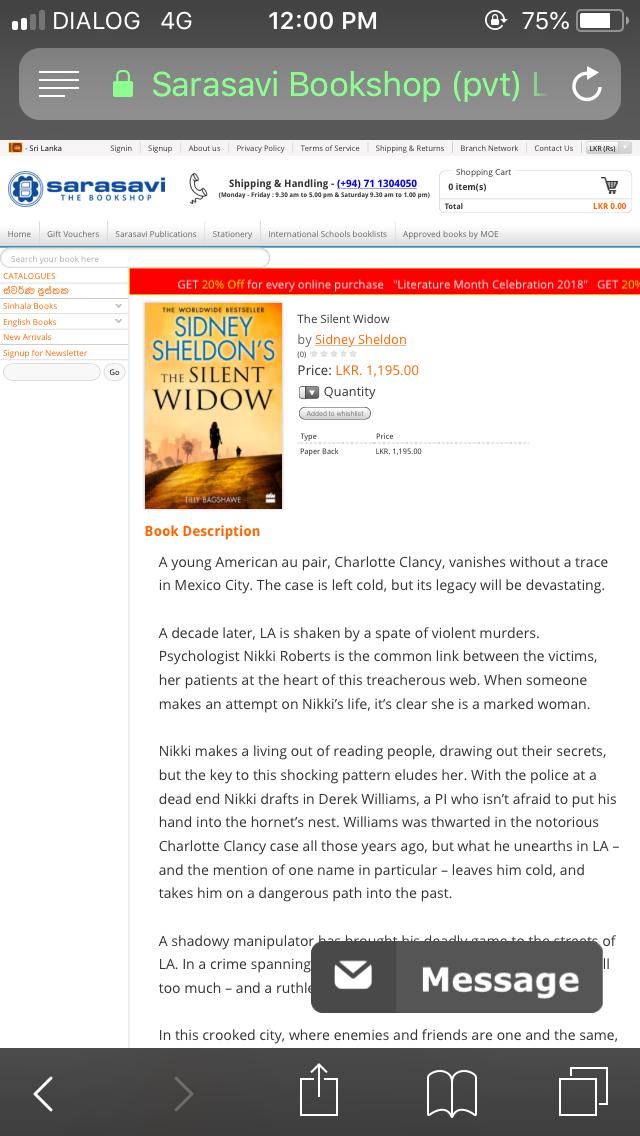 DIALOG 4G 12:00 PM 75%
Sarasavi Bookshop (pvt) L
- Sri Lanka Signin Signup About us Privacy Policy Terms of Service Shipping & Returns Branch Network Contact Us LKR (Rs)
sarasavi
THE BOOKSHOP
Shipping & Handling - (+94) 71 1304050
(Monday - Friday : 9.30 am to 5.00 pm & Saturday 9.30 am to 1.00 pm)
Shopping Cart
0 item(s)
Total LKR 0.00
Home Gift Vouchers Sarasavi Publications Stationery International Schools booklists Approved books by MOE
Search your book here
CATALOGUES
ස්වර්ණ පුස්තක
Sinhala Books
English Books
New Arrivals
Signup for Newsletter
Go
GET 20% Off for every online purchase "Literature Month Celebration 2018" GET 20%
THE WORLDWIDE BESTSELLER
SIDNEY
SHELDON'S
THE SILENT
WIDOW
TILLY BAGSHAWE
The Silent Widow
by Sidney Sheldon
(0)
Price: LKR. 1,195.00
Quantity
Added to whishlist
Type Price
Paper Back LKR. 1,195.00
Book Description
A young American au pair, Charlotte Clancy, vanishes without a trace
in Mexico City. The case is left cold, but its legacy will be devastating.
A decade later, LA is shaken by a spate of violent murders.
Psychologist Nikki Roberts is the common link between the victims,
her patients at the heart of this treacherous web. When someone
makes an attempt on Nikki's life, it's clear she is a marked woman.
Nikki makes a living out of reading people, drawing out their secrets,
but the key to this shocking pattern eludes her. With the police at a
dead end Nikki drafts in Derek Williams, a PI who isn't afraid to put his
hand into the hornet's nest. Williams was thwarted in the notorious
Charlotte Clancy case all those years ago, but what he unearths in LA –
and the mention of one name in particular – leaves him cold, and
takes him on a dangerous path into the past.
A shadowy manipulator has brought his deadly game to the streets of
LA. In a crime spanning ll
too much – and a ruthle
Message
In this crooked city, where enemies and friends are one and the same,